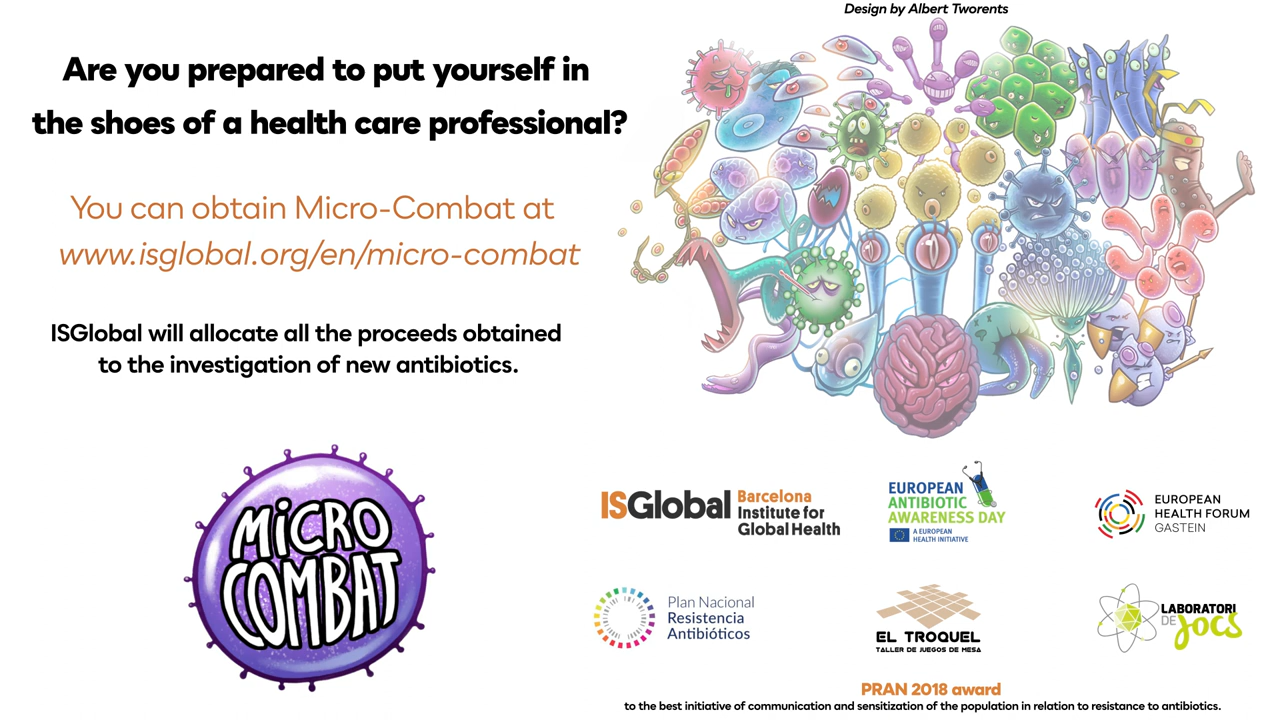 Design by Albert Tworents
Are you prepared to put yourself in
the shoes of a health care professional?
You can obtain Micro-Combat at
www.isglobal.org/en/micro-combat
ISGlobal will allocate all the proceeds obtained
to the investigation of new antibiotics.
MiCRO
COMBAT
ISGlobal
Barcelona
Institute for
Global Health
EUROPEAN
ANTIBIOTIC
AWARENESS DAY
A EUROPEAN
HEALTH INITIATIVE
EUROPEAN
HEALTH FORUM
GASTEIN
Plan Nacional
Resistencia
Antibióticos
EL TROQUEL
TALLER DE JUEGOS DE MESA
LABORATORI
DE JOCS
PRAN 2018 award
to the best initiative of communication and sensitization of the population in relation to resistance to antibiotics.